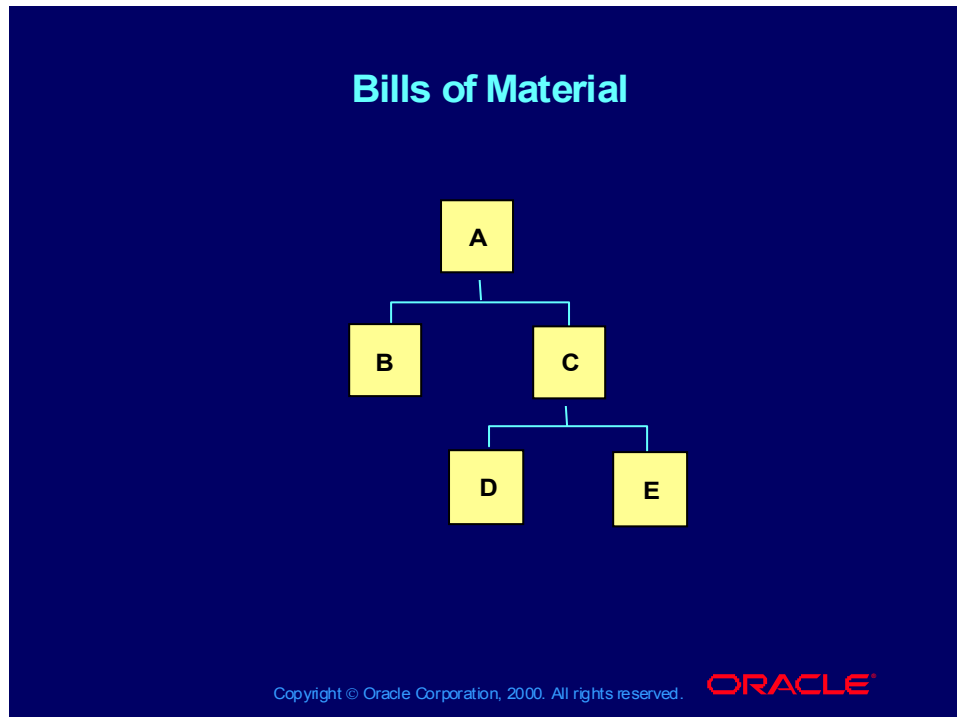 Bills of Material
A
B C
D E
Copyright © Oracle Corporation, 2000. All rights reserved. ORACLE®